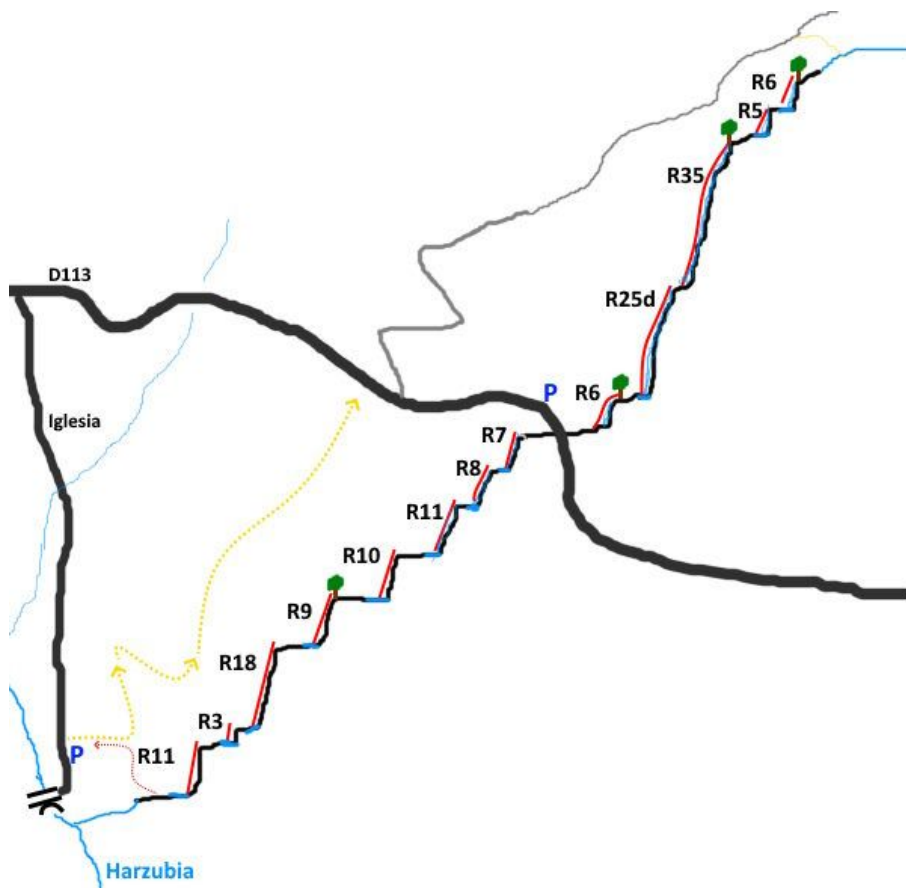 R6
R5
R35
D113
R25d
P
R6
Iglesia
R7
R8
R11
R10
R9
R18
R3
P
R11
Harzubia